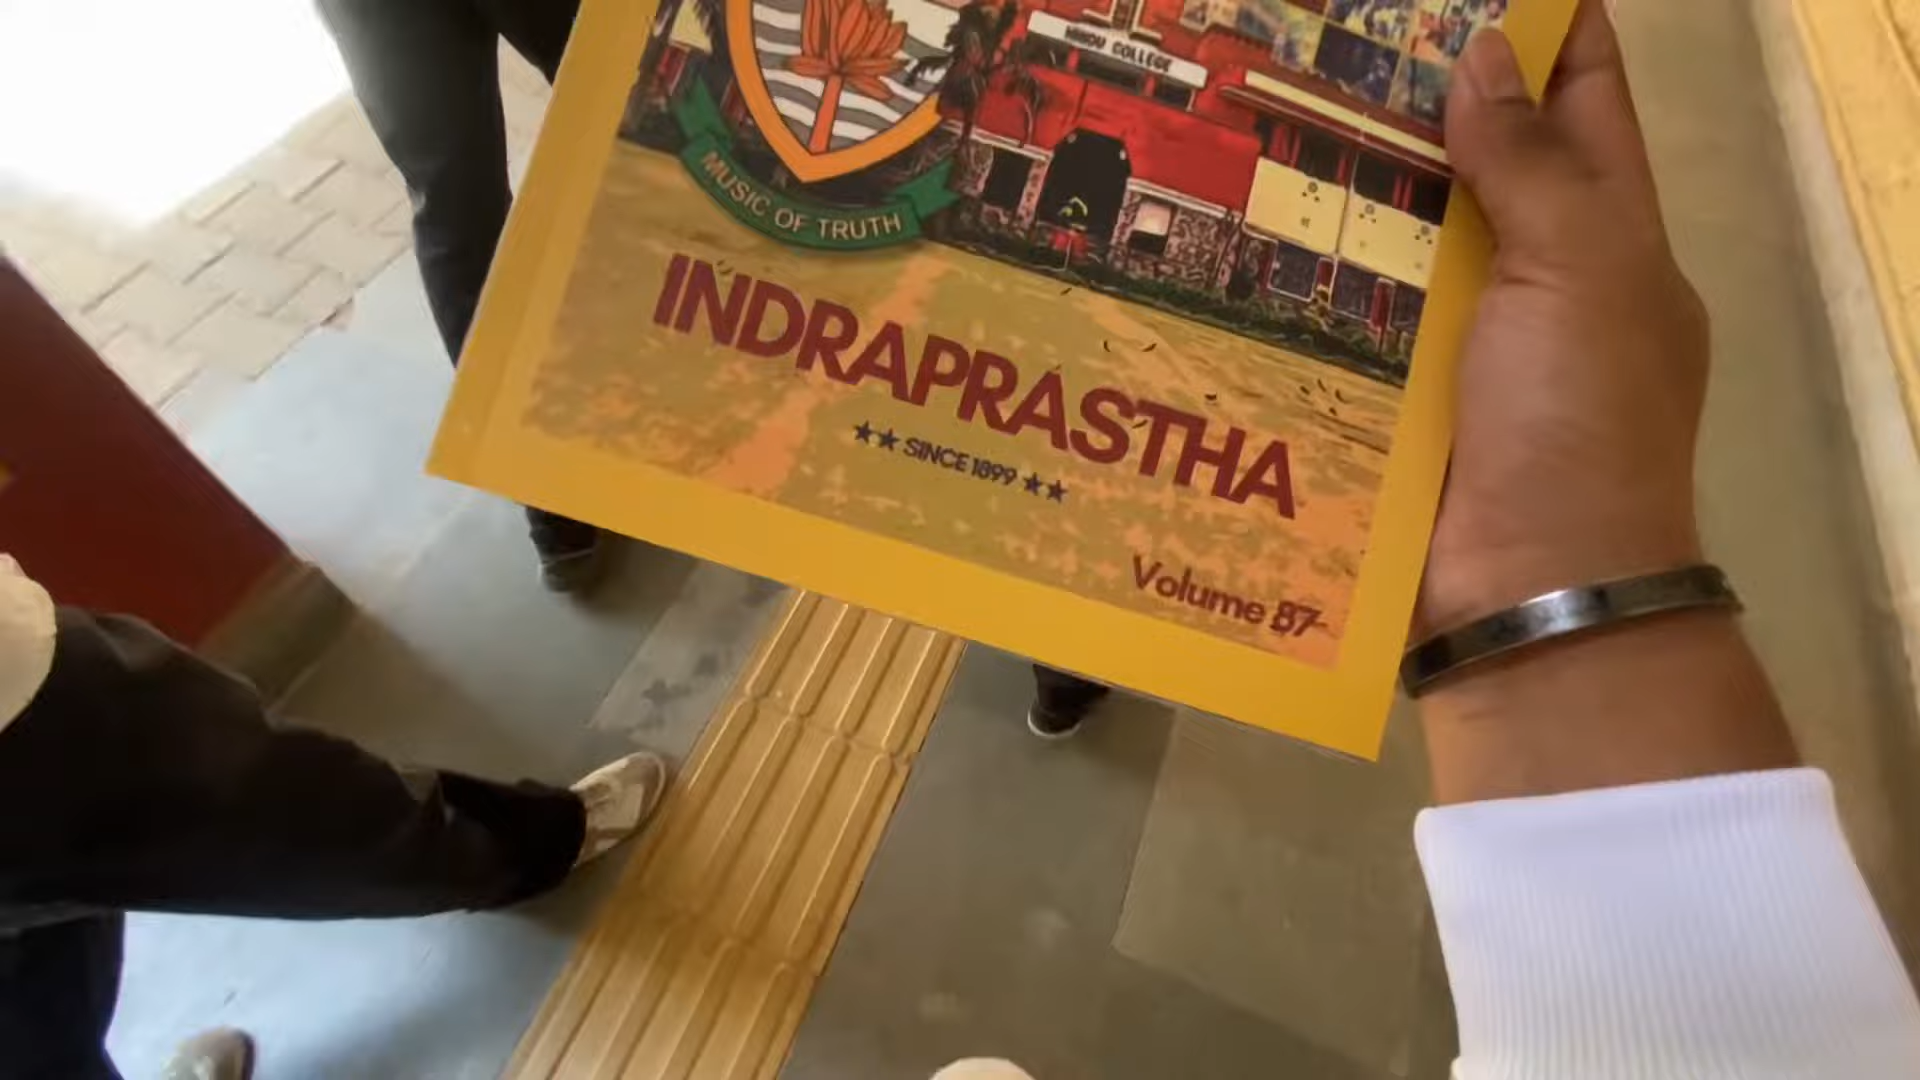 HINDU COLLEGE
MUSIC OF TRUTH
INDRAPRASTHA
★★ SINCE 1899 ★★
Volume 87